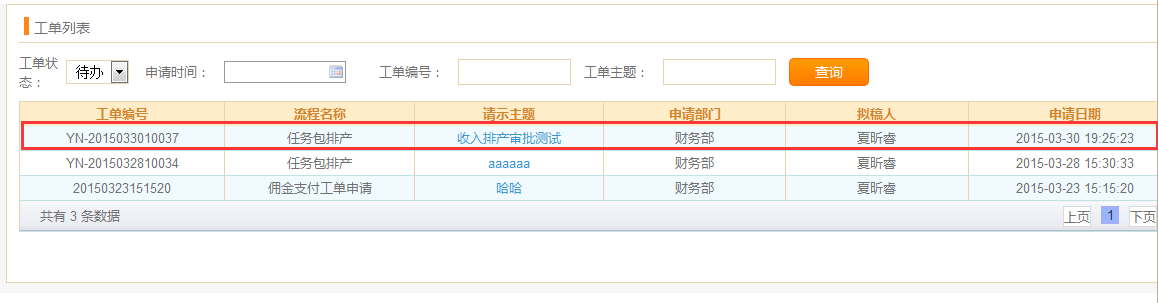 工单列表
工单状态： 待办 申请时间： 工单编号： 工单主题： 查询
工单编号 流程名称 请示主题 申请部门 拟稿人 申请日期
YN-2015033010037 任务包排产 收入排产审批测试 财务部 夏昕睿 2015-03-30 19:25:23
YN-2015032810034 任务包排产 aaaaaa 财务部 夏昕睿 2015-03-28 15:30:33
20150323151520 佣金支付工单申请 哈哈 财务部 夏昕睿 2015-03-23 15:15:20
共有 3 条数据 上页 1 下页